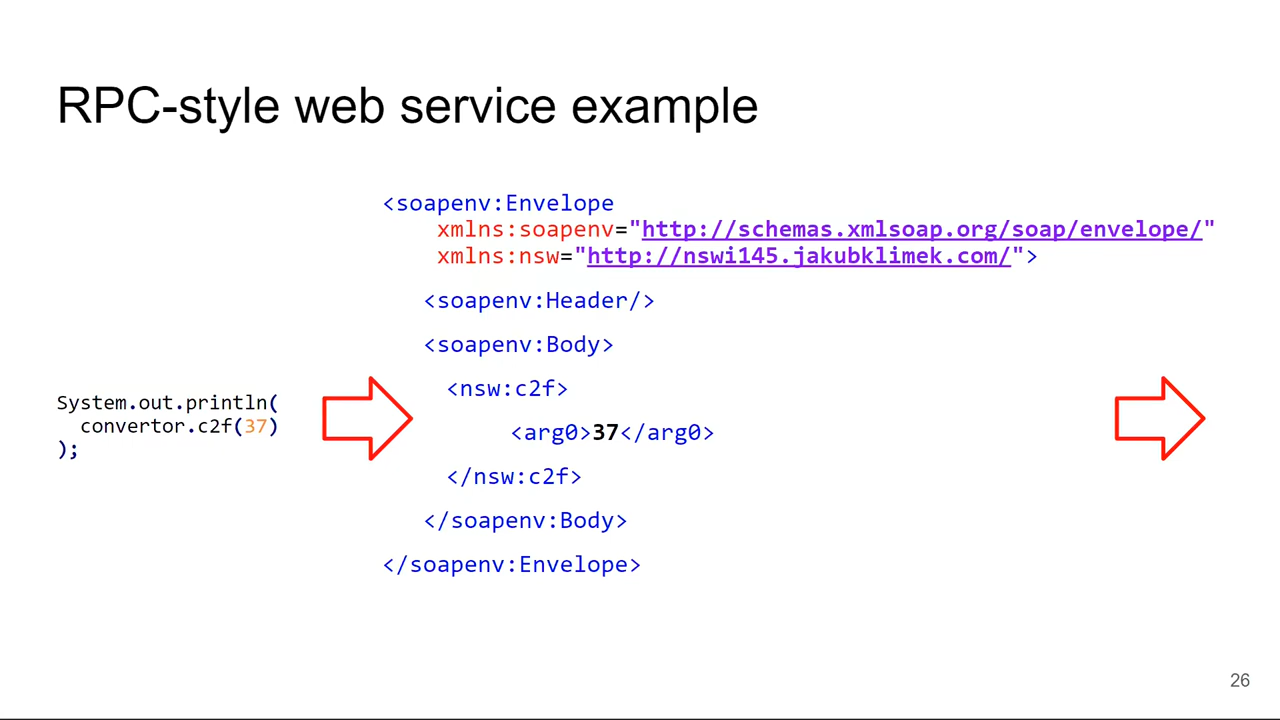 RPC-style web service example
<soapenv:Envelope
xmlns:soapenv="http://schemas.xmlsoap.org/soap/envelope/"
xmlns:nsw="http://nswi145.jakubklimek.com/">
<soapenv:Header/>
<soapenv:Body>
<nsw:c2f>
<arg0>37</arg0>
</nsw:c2f>
</soapenv:Body>
</soapenv:Envelope>
System.out.println(
convertor.c2f(37)
);
26